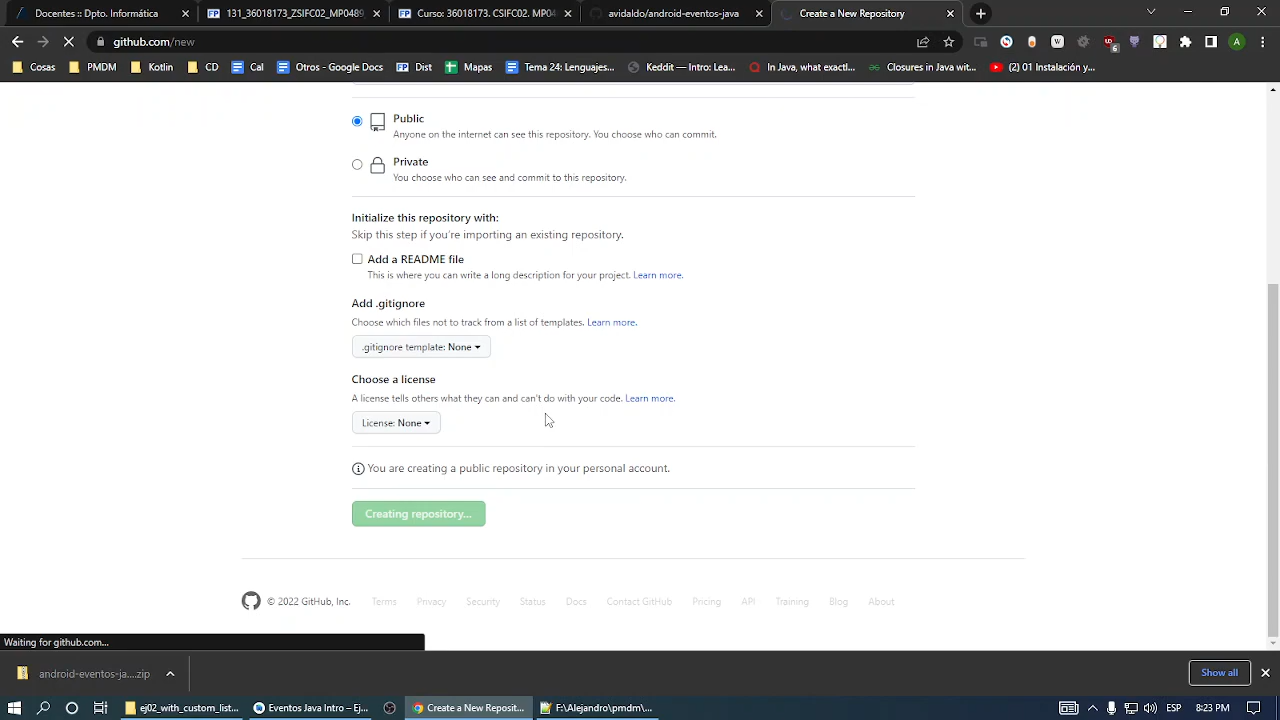 Docentes :: Dpto. Informática
131_36018173_ZSIFC02_MP0489
Curso: 36018173. CSIFC02. MP04
avidaldo/android-eventos-java
Create a New Repository
github.com/new
6
A
Cosas
PMDM
Kotlin
CD
Cal
Otros - Google Docs
FP Dist
Mapas
Tema 24: Lenguajes...
Keddit — Intro: Lea...
In Java, what exactl...
Closures in Java wit...
(2) 01 Instalación y...
Public
Anyone on the internet can see this repository. You choose who can commit.
Private
You choose who can see and commit to this repository.
Initialize this repository with:
Skip this step if you're importing an existing repository.
Add a README file
This is where you can write a long description for your project. Learn more.
Add .gitignore
Choose which files not to track from a list of templates. Learn more.
.gitignore template: None
Choose a license
A license tells others what they can and can't do with your code. Learn more.
License: None
You are creating a public repository in your personal account.
Creating repository...
© 2022 GitHub, Inc.
Terms
Privacy
Security
Status
Docs
Contact GitHub
Pricing
API
Training
Blog
About
Waiting for github.com...
android-eventos-ja....zip
Show all
ej02_with_custom_list...
Eventos Java Intro – Ej...
Create a New Reposit...
F:\Alejandro\pmdm\...
ESP
8:23 PM